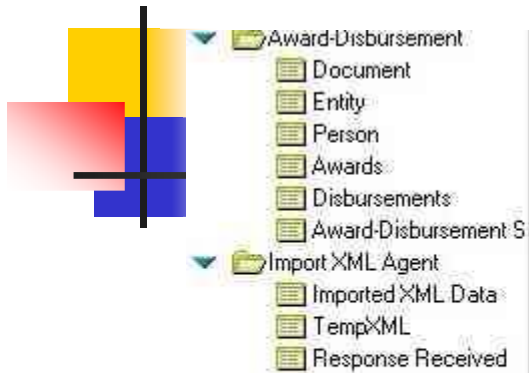 Award-Disbursement
Document
Entity
Person
Awards
Disbursements
Award-Disbursement S
Import XML Agent
Imported XML Data
TempXML
Response Received